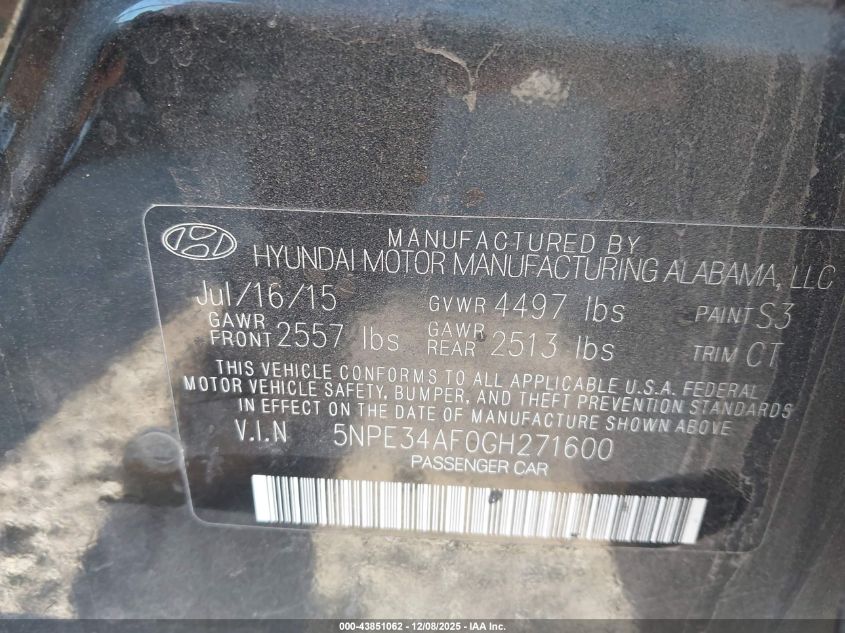 MANUFACTURED BY
HYUNDAI MOTOR MANUFACTURING ALABAMA, LLC
Jul/16/15 GVWR 4497 lbs PAINT S3
GAWR FRONT 2557 lbs GAWR REAR 2513 lbs TRIM CT
THIS VEHICLE CONFORMS TO ALL APPLICABLE U.S.A. FEDERAL
MOTOR VEHICLE SAFETY, BUMPER, AND THEFT PREVENTION STANDARDS
IN EFFECT ON THE DATE OF MANUFACTURE SHOWN ABOVE
V.I.N 5NPE34AF0GH271600
PASSENGER CAR
000-43851062 - 12/08/2025 - IAA Inc.